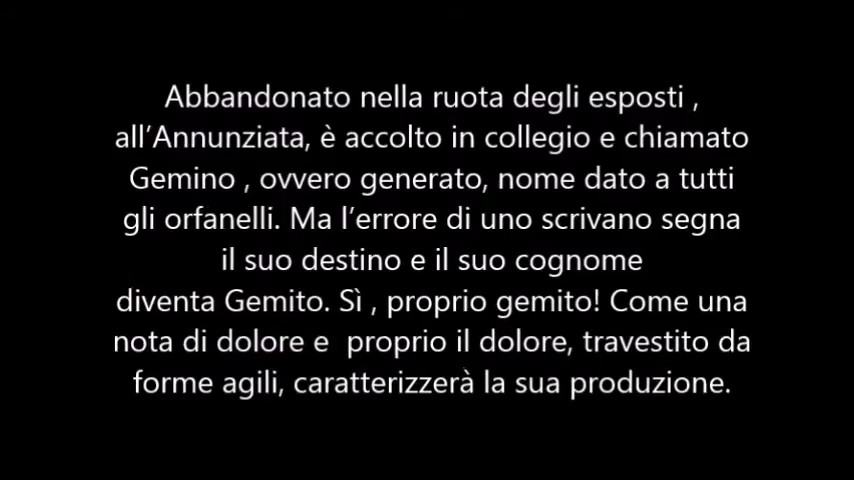 Abbandonato nella ruota degli esposti ,
all’Annunziata, è accolto in collegio e chiamato
Gemino , ovvero generato, nome dato a tutti
gli orfanelli. Ma l’errore di uno scrivano segna
il suo destino e il suo cognome
diventa Gemito. Sì , proprio gemito! Come una
nota di dolore e  proprio il dolore, travestito da
forme agili, caratterizzerà la sua produzione.